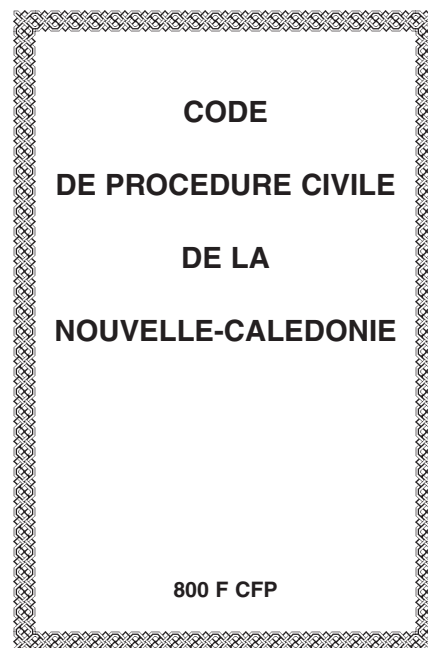 CODE
DE PROCEDURE CIVILE
DE LA
NOUVELLE-CALEDONIE
800 F CFP